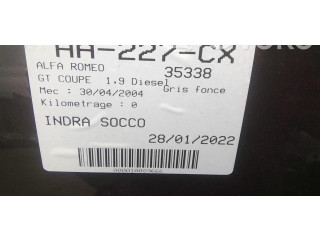 AA-227-CX
ALFA ROMEO 35338
GT COUPE 1.9 Diesel
Mec : 30/04/2004 Gris fonce
Kilometrage : 0
INDRA SOCCO
28/01/2022